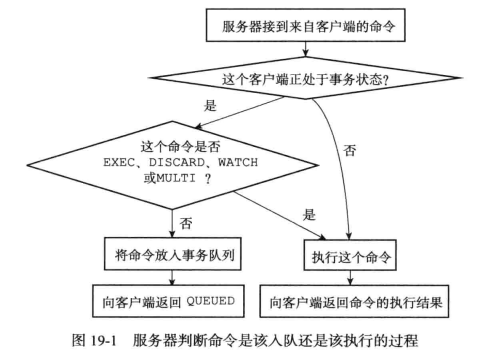 服务器接到来自客户端的命令
这个客户端正处于事务状态?
是
这个命令是否
EXEC、DISCARD、WATCH
或MULTI ?
否
是
否
将命令放入事务队列
执行这个命令
向客户端返回 QUEUED
向客户端返回命令的执行结果
图 19-1 服务器判断命令是该入队还是该执行的过程